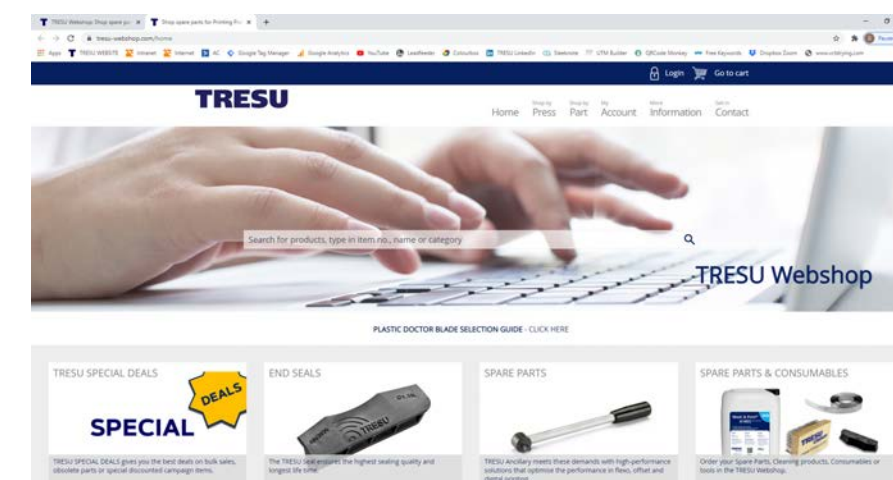 TRESU Webshop: Shop spare par
Shop spare parts for Printing Pre
tresu-webshop.com/home
Apps
TRESU WEBSITE
Intranet
Internet
AC
Google Tag Manager
Google Analytics
YouTube
Leadfeeder
TRESU LinkedIn
Seeknote
UTM Builder
QRCode Monkey
Free Keywords
Dropbox Zoom
Login
Go to cart
TRESU
Home
Shop by Press
Shop by Part
My Account
More Information
Get in Contact
Search for products, type in item no., name or category
TRESU Webshop
PLASTIC DOCTOR BLADE SELECTION GUIDE - CLICK HERE
TRESU SPECIAL DEALS
DEALS
SPECIAL
TRESU SPECIAL DEALS gives you the best deals on bulk sales,
obsolete parts or special discounted campaign items.
END SEALS
TRESU
The TRESU Seal ensures the highest sealing quality and
longest life time.
SPARE PARTS
TRESU Ancillary meets these demands with high-performance
solutions that optimise the performance in flexo, offset and
digital printing.
SPARE PARTS & CONSUMABLES
TRESU
Order your Spare Parts, Cleaning products, Consumables or
tools in the TRESU Webshop.